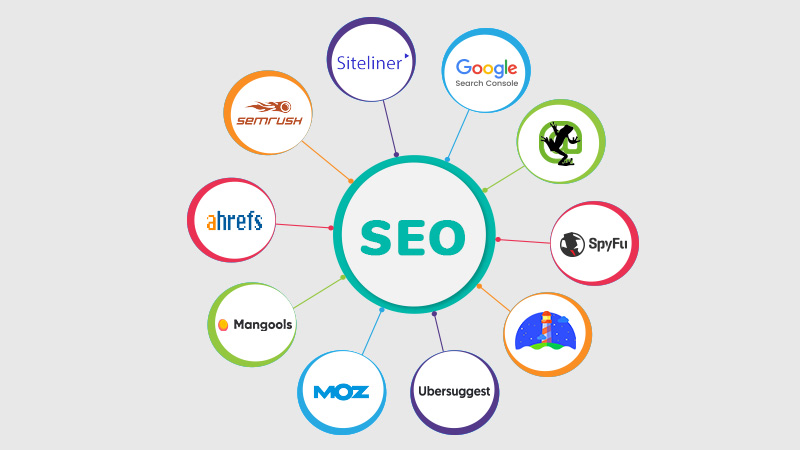 Siteliner
Google
Search Console
semrush
ahrefs
SEO
SpyFu
Mangools
MOZ
Ubersuggest